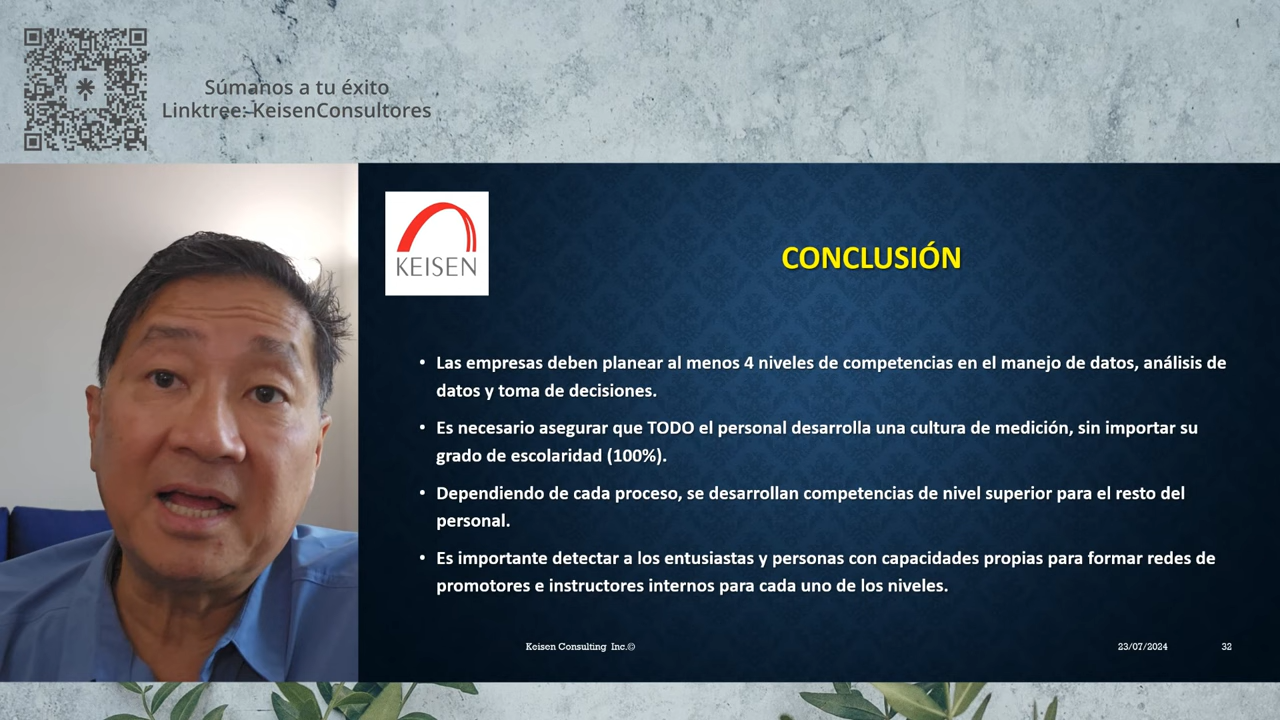 Súmanos a tu éxito
Linktree: KeisenConsultores
KEISEN
CONCLUSIÓN
• Las empresas deben planear al menos 4 niveles de competencias en el manejo de datos, análisis de
datos y toma de decisiones.
• Es necesario asegurar que TODO el personal desarrolla una cultura de medición, sin importar su
grado de escolaridad (100%).
• Dependiendo de cada proceso, se desarrollan competencias de nivel superior para el resto del
personal.
• Es importante detectar a los entusiastas y personas con capacidades propias para formar redes de
promotores e instructores internos para cada uno de los niveles.
Keisen Consulting Inc.© 23/07/2024 32